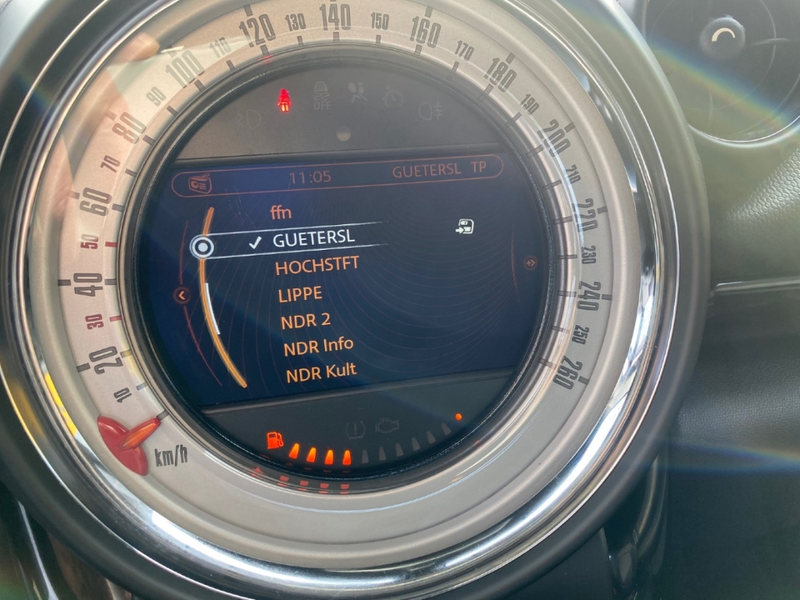 10
20
30
40
50
60
70
80
90
100
110
120
130
140
150
160
170
180
190
200
210
220
230
240
250
260
km/h
OFF
11:05 GUETERSL TP
ffn
GUETERSL
HOCHSTFT
LIPPE
NDR 2
NDR Info
NDR Kult